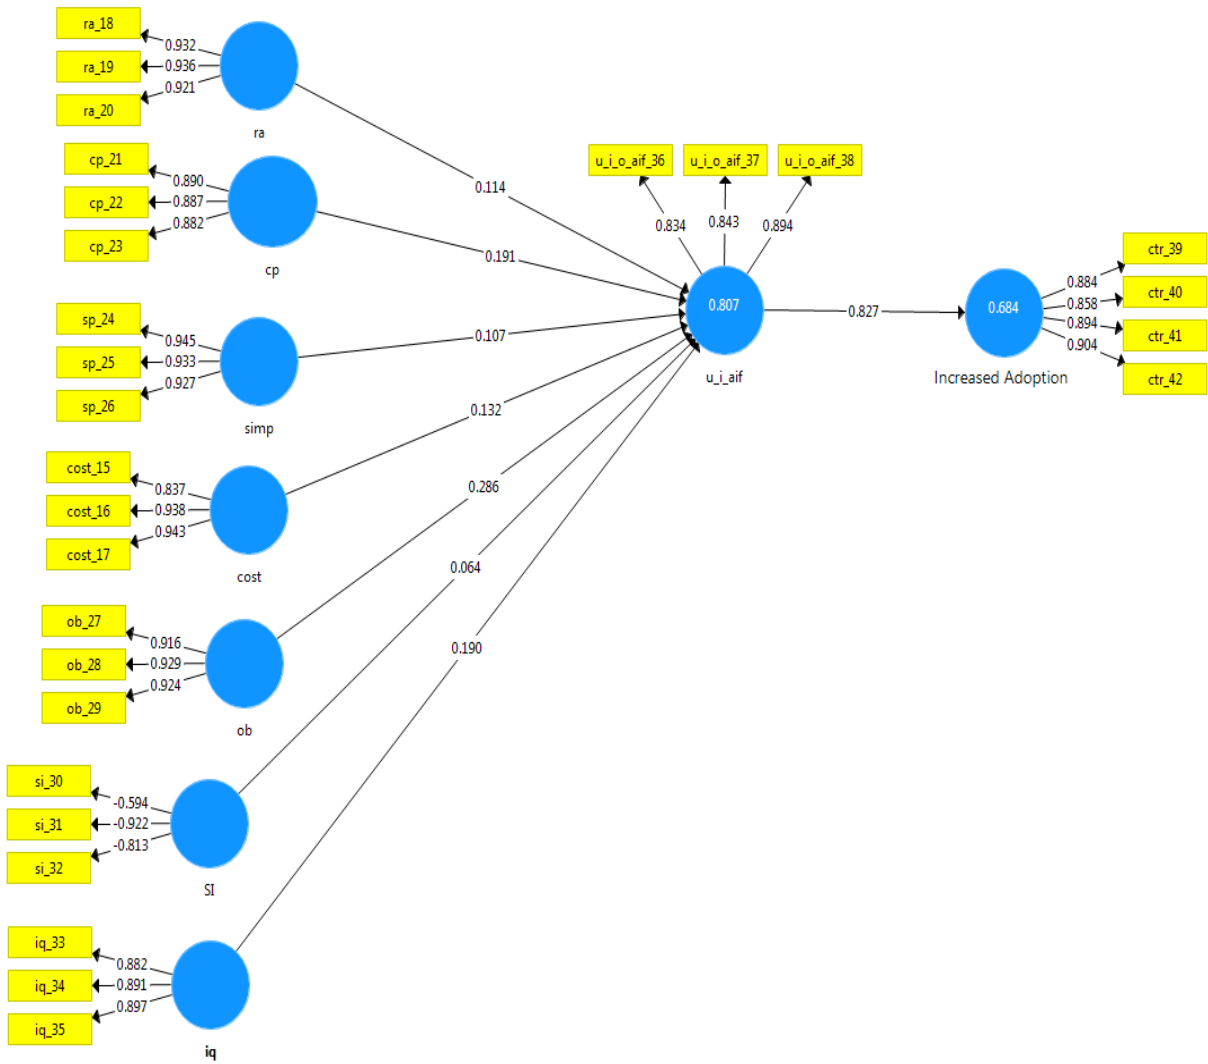 ra_18
0.932
ra_19
0.936
ra_20
0.921
ra
cp_21
0.890
cp_22
0.887
cp_23
0.882
cp
sp_24
0.945
sp_25
0.933
sp_26
0.927
simp
cost_15
0.837
cost_16
0.938
cost_17
0.943
cost
ob_27
0.916
ob_28
0.929
ob_29
0.924
ob
si_30
-0.594
si_31
-0.922
si_32
-0.813
SI
iq_33
0.882
iq_34
0.891
iq_35
0.897
iq
0.114
0.191
0.107
0.132
0.286
0.064
0.190
u_i_o_aif_36
u_i_o_aif_37
u_i_o_aif_38
0.834
0.843
0.894
0.807
u_i_aif
0.827
0.684
Increased Adoption
ctr_39
0.884
ctr_40
0.858
ctr_41
0.894
ctr_42
0.904